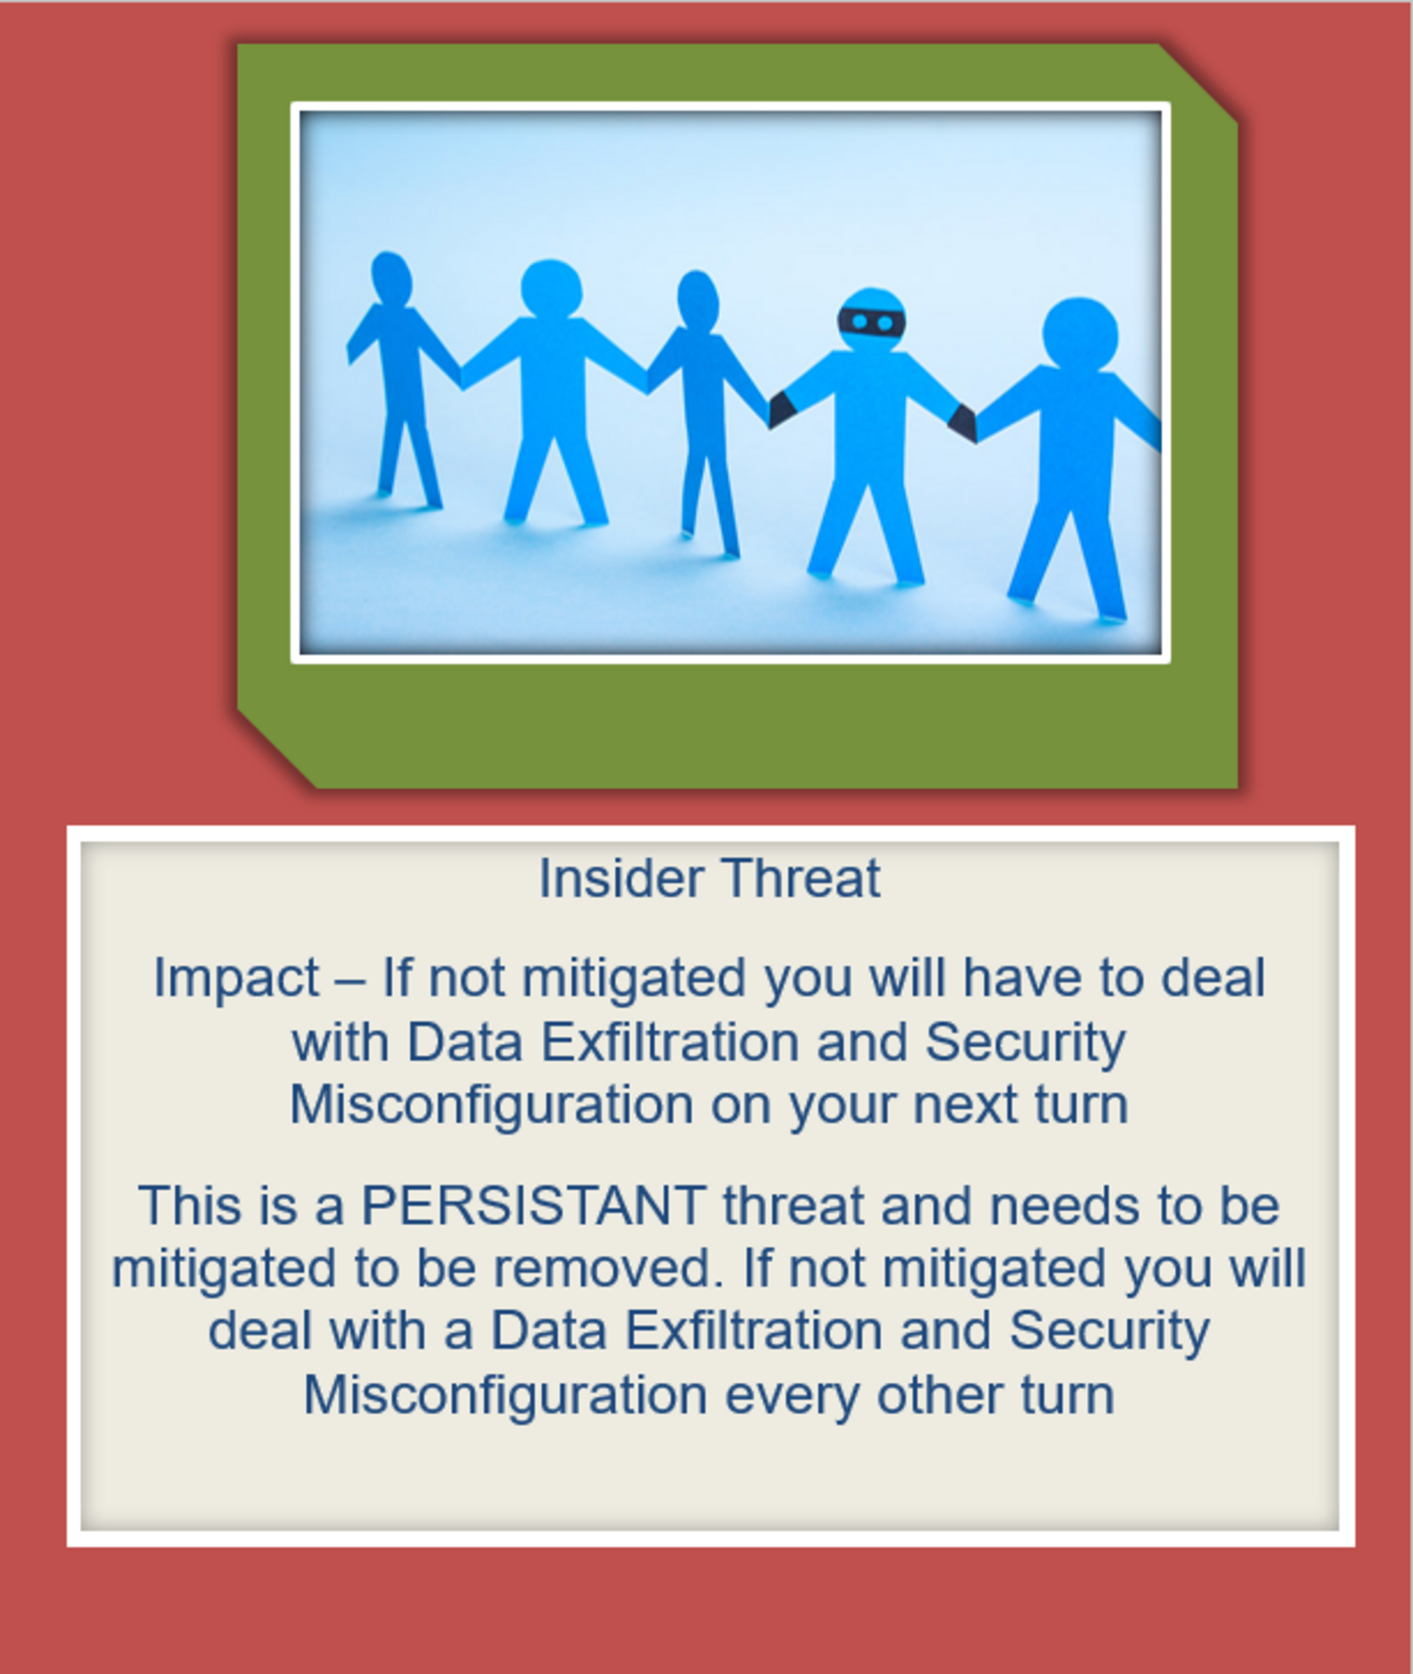 Insider Threat
Impact – If not mitigated you will have to deal
with Data Exfiltration and Security
Misconfiguration on your next turn
This is a PERSISTANT threat and needs to be
mitigated to be removed. If not mitigated you will
deal with a Data Exfiltration and Security
Misconfiguration every other turn